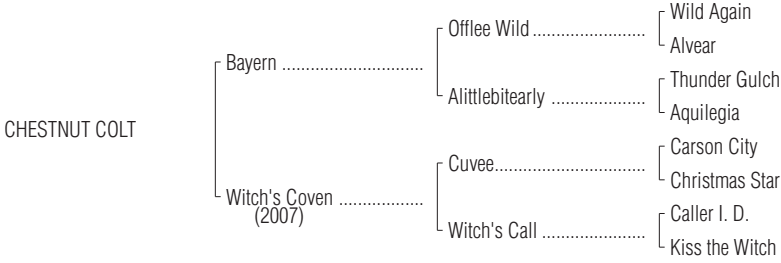 Wild Again
Offlee Wild ........................
Alvear
Bayern ..............................
Thunder Gulch
Alittlebitearly ....................
Aquilegia
CHESTNUT COLT
Carson City
Cuvee................................
Christmas Star
Witch's Coven ..................
(2007)
Caller I. D.
Witch's Call ......................
Kiss the Witch